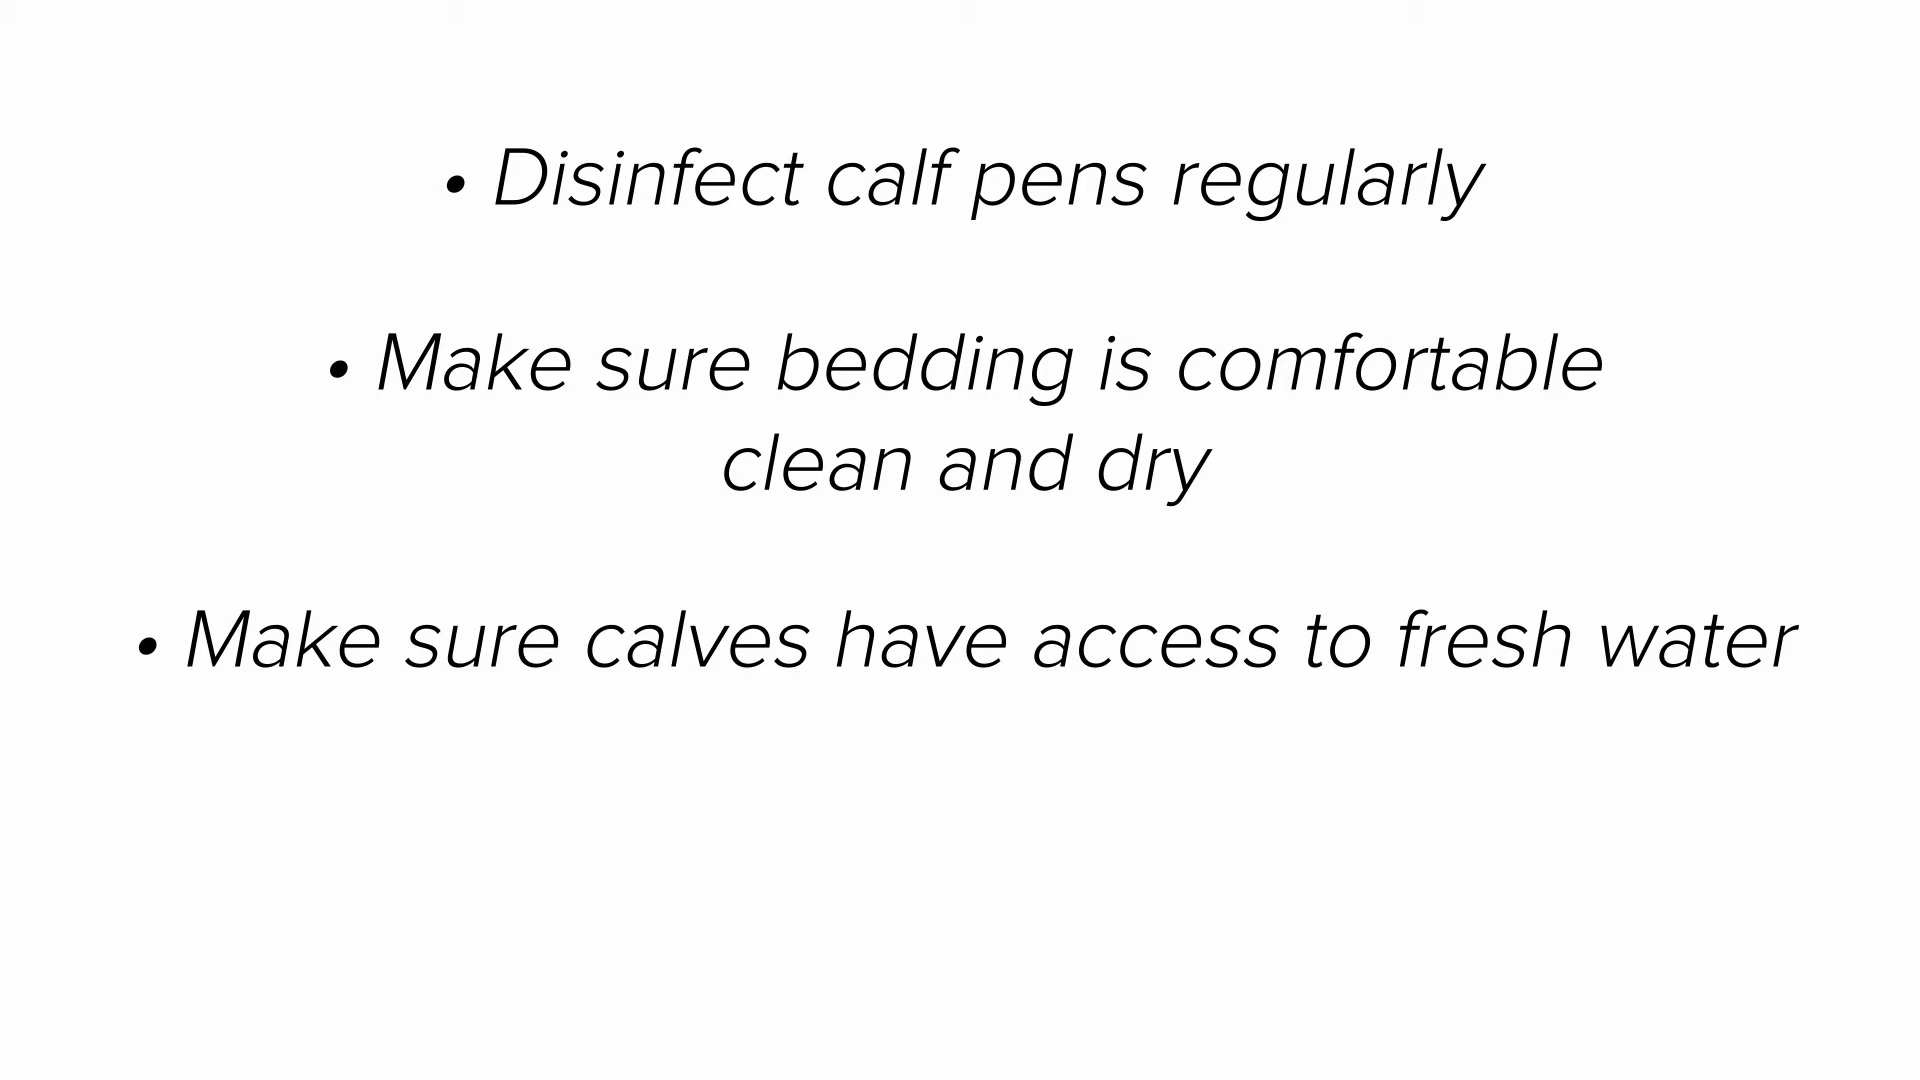 • Disinfect calf pens regularly
• Make sure bedding is comfortable
clean and dry
• Make sure calves have access to fresh water